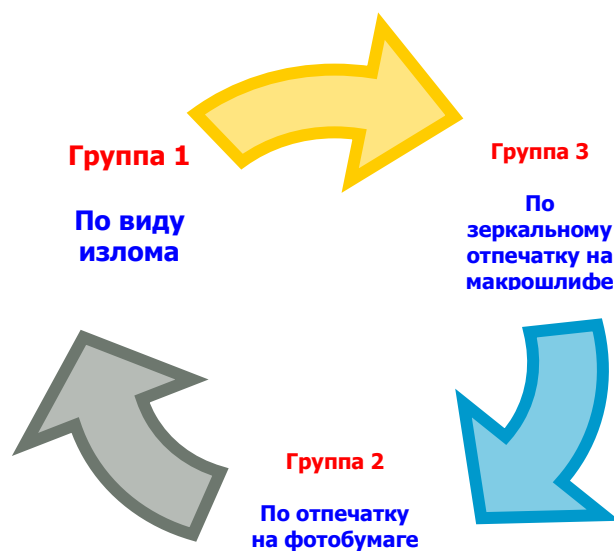 Группа 1
По виду
излома
Группа 3
По
зеркальному
отпечатку на
макрошлифе
Группа 2
По отпечатку
на фотобумаге